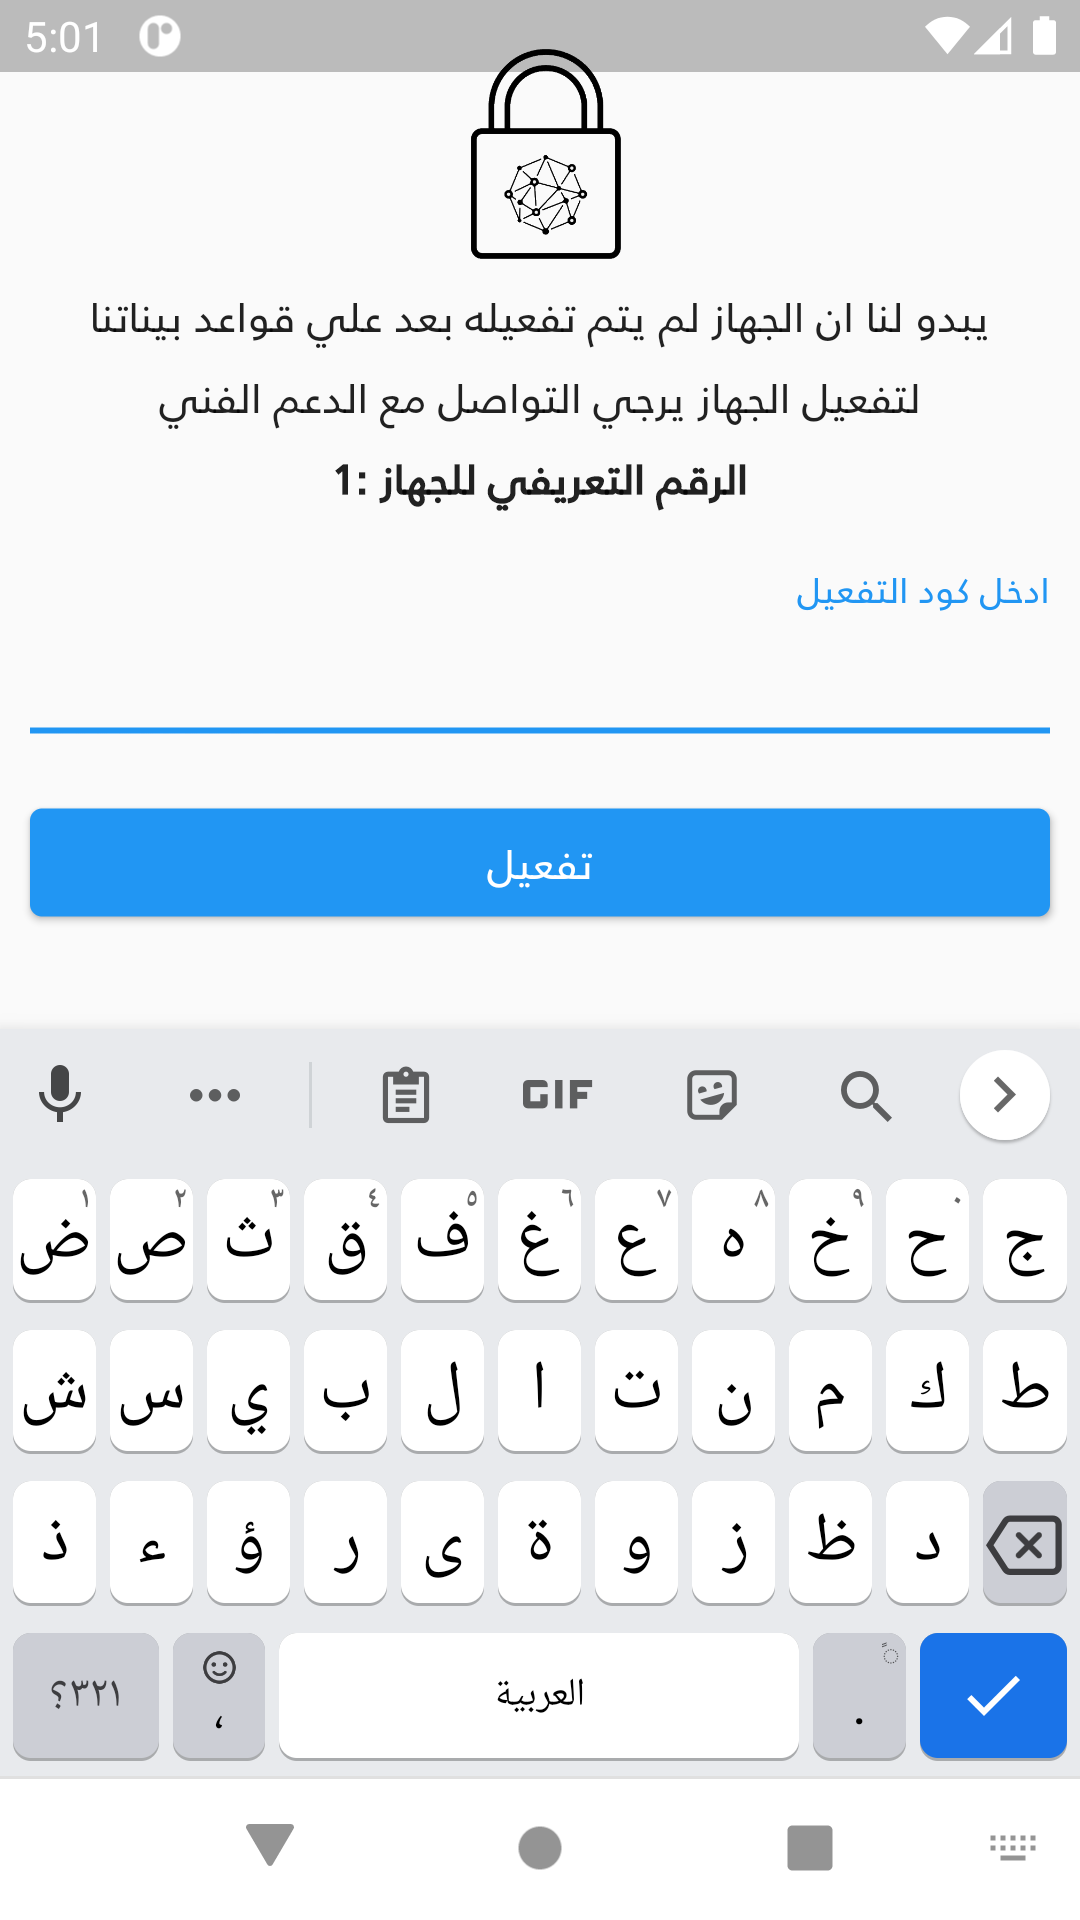 5:01
يبدو لنا ان الجهاز لم يتم تفعيله بعد علي قواعد بيناتنا
لتفعيل الجهاز يرجي التواصل مع الدعم الفني
الرقم التعريفي للجهاز :1
ادخل كود التفعيل
تفعيل
GIF
١ ٢ ٣ ٤ ٥ ٦ ٧ ٨ ٩ ٠
ض ص ث ق ف غ ع ه خ ح ج
ش س ي ب ل ا ت ن م ك ط
ذ ء ؤ ر ى ة و ز ظ د
٣٢١؟ ، العربية .